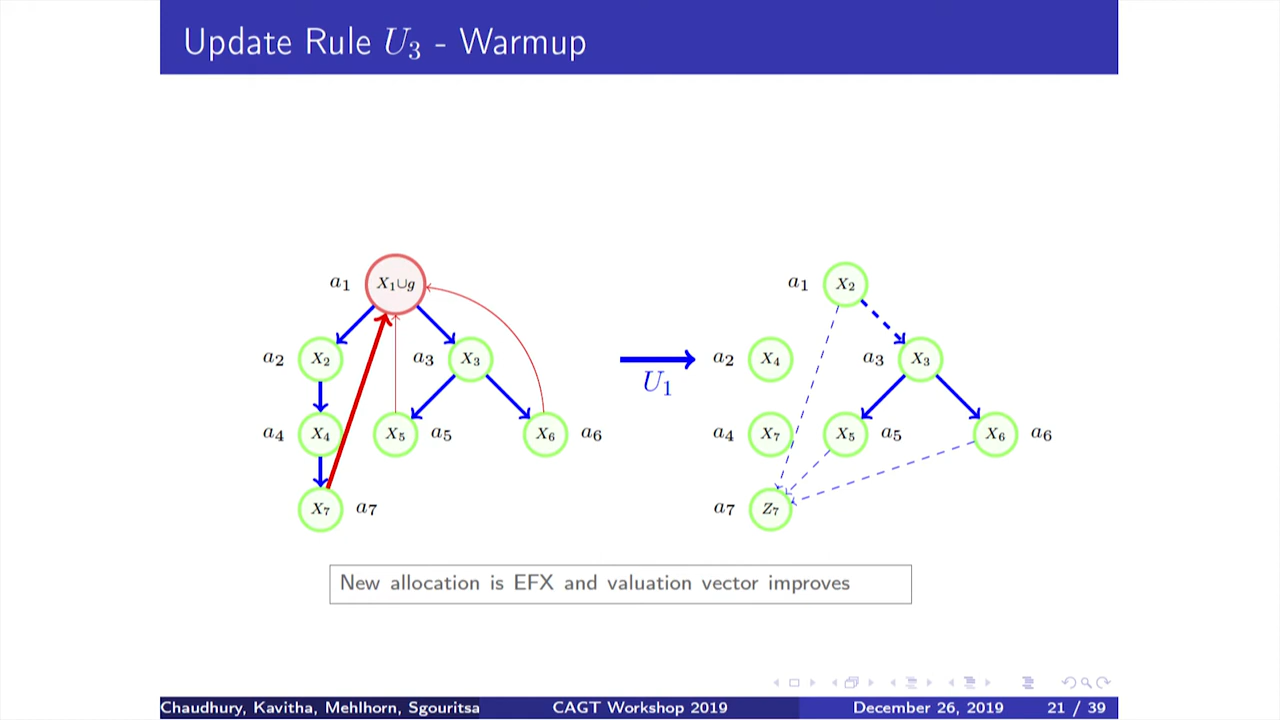 Update Rule U₃ - Warmup
a₁ X₁∪g
a₂ X₂ a₃ X₃
a₄ X₄ X₅ a₅ X₆ a₆
X₇ a₇
U₁
a₁ X₂
a₂ X₄ a₃ X₃
a₄ X₇ X₅ a₅ X₆ a₆
a₇ Z₇
New allocation is EFX and valuation vector improves
Chaudhury, Kavitha, Mehlhorn, Sgouritsa CAGT Workshop 2019 December 26, 2019 21 / 39